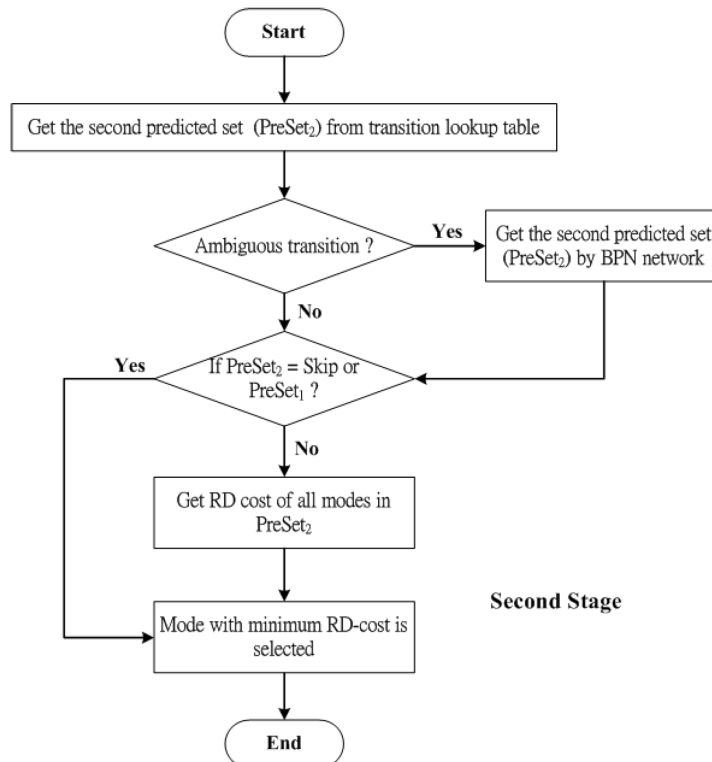 Start
Get the second predicted set (PreSet₂) from transition lookup table
Ambiguous transition ?
Yes
Get the second predicted set
(PreSet₂) by BPN network
No
Yes
If PreSet₂ = Skip or
PreSet₁ ?
No
Get RD cost of all modes in
PreSet₂
Second Stage
Mode with minimum RD-cost is
selected
End